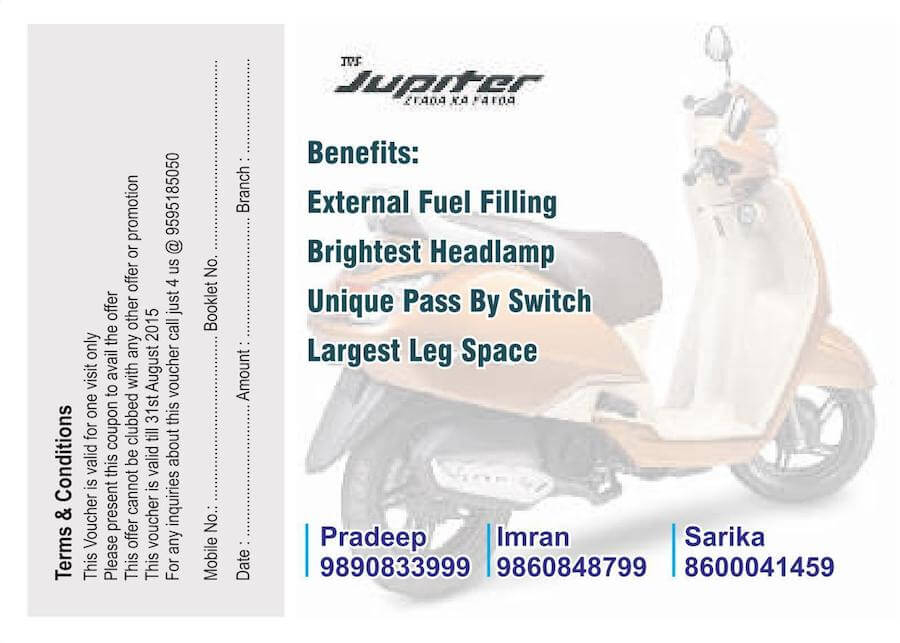 Terms & Conditions
This Voucher is valid for one visit only
Please present this coupon to avail the offer
This offer cannot be clubbed with any other offer or promotion
This voucher is valid till 31st August 2015
For any inquiries about this voucher call just 4 us @ 9595185050
Mobile No.: ........................ Booklet No. ........................
Date : ........................ Amount : ........................ Branch : ................
TVS
Jupiter
ZYADA KA FAYDA
Benefits:
External Fuel Filling
Brightest Headlamp
Unique Pass By Switch
Largest Leg Space
Pradeep
9890833999
Imran
9860848799
Sarika
8600041459